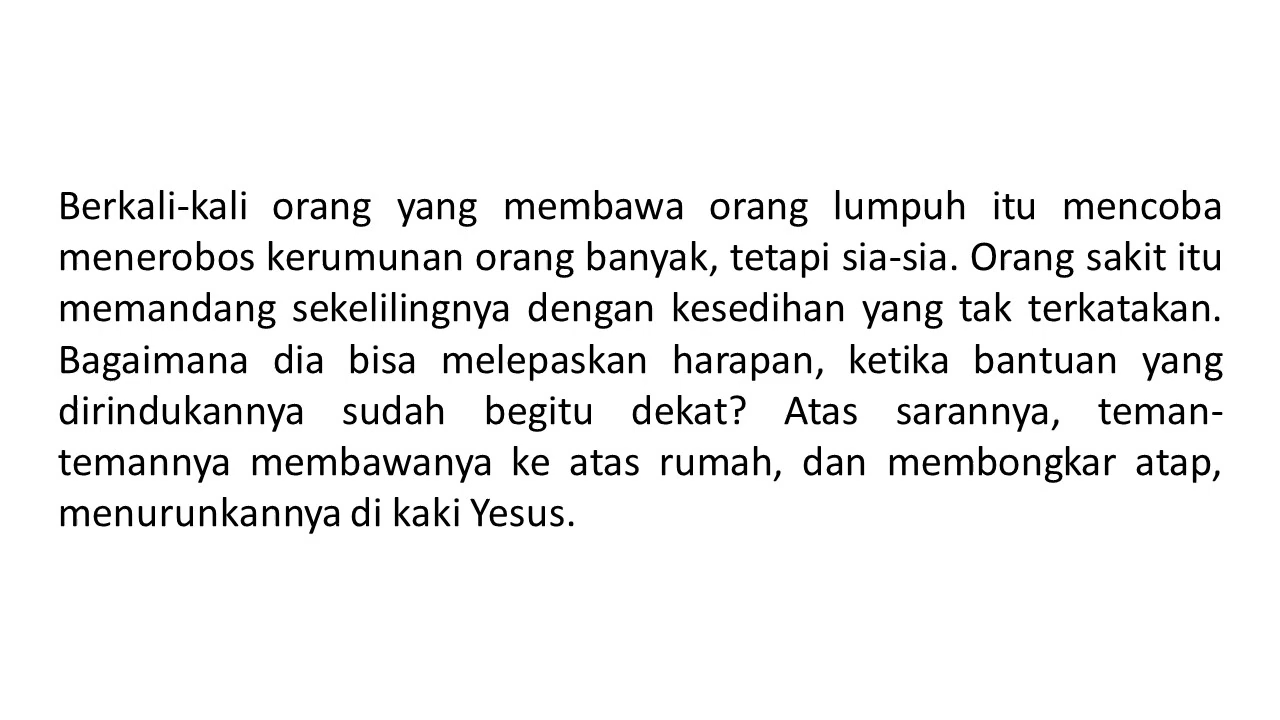 Berkali-kali orang yang membawa orang lumpuh itu mencoba
menerobos kerumunan orang banyak, tetapi sia-sia. Orang sakit itu
memandang sekelilingnya dengan kesedihan yang tak terkatakan.
Bagaimana dia bisa melepaskan harapan, ketika bantuan yang
dirindukannya sudah begitu dekat? Atas sarannya, teman-
temannya membawanya ke atas rumah, dan membongkar atap,
menurunkannya di kaki Yesus.